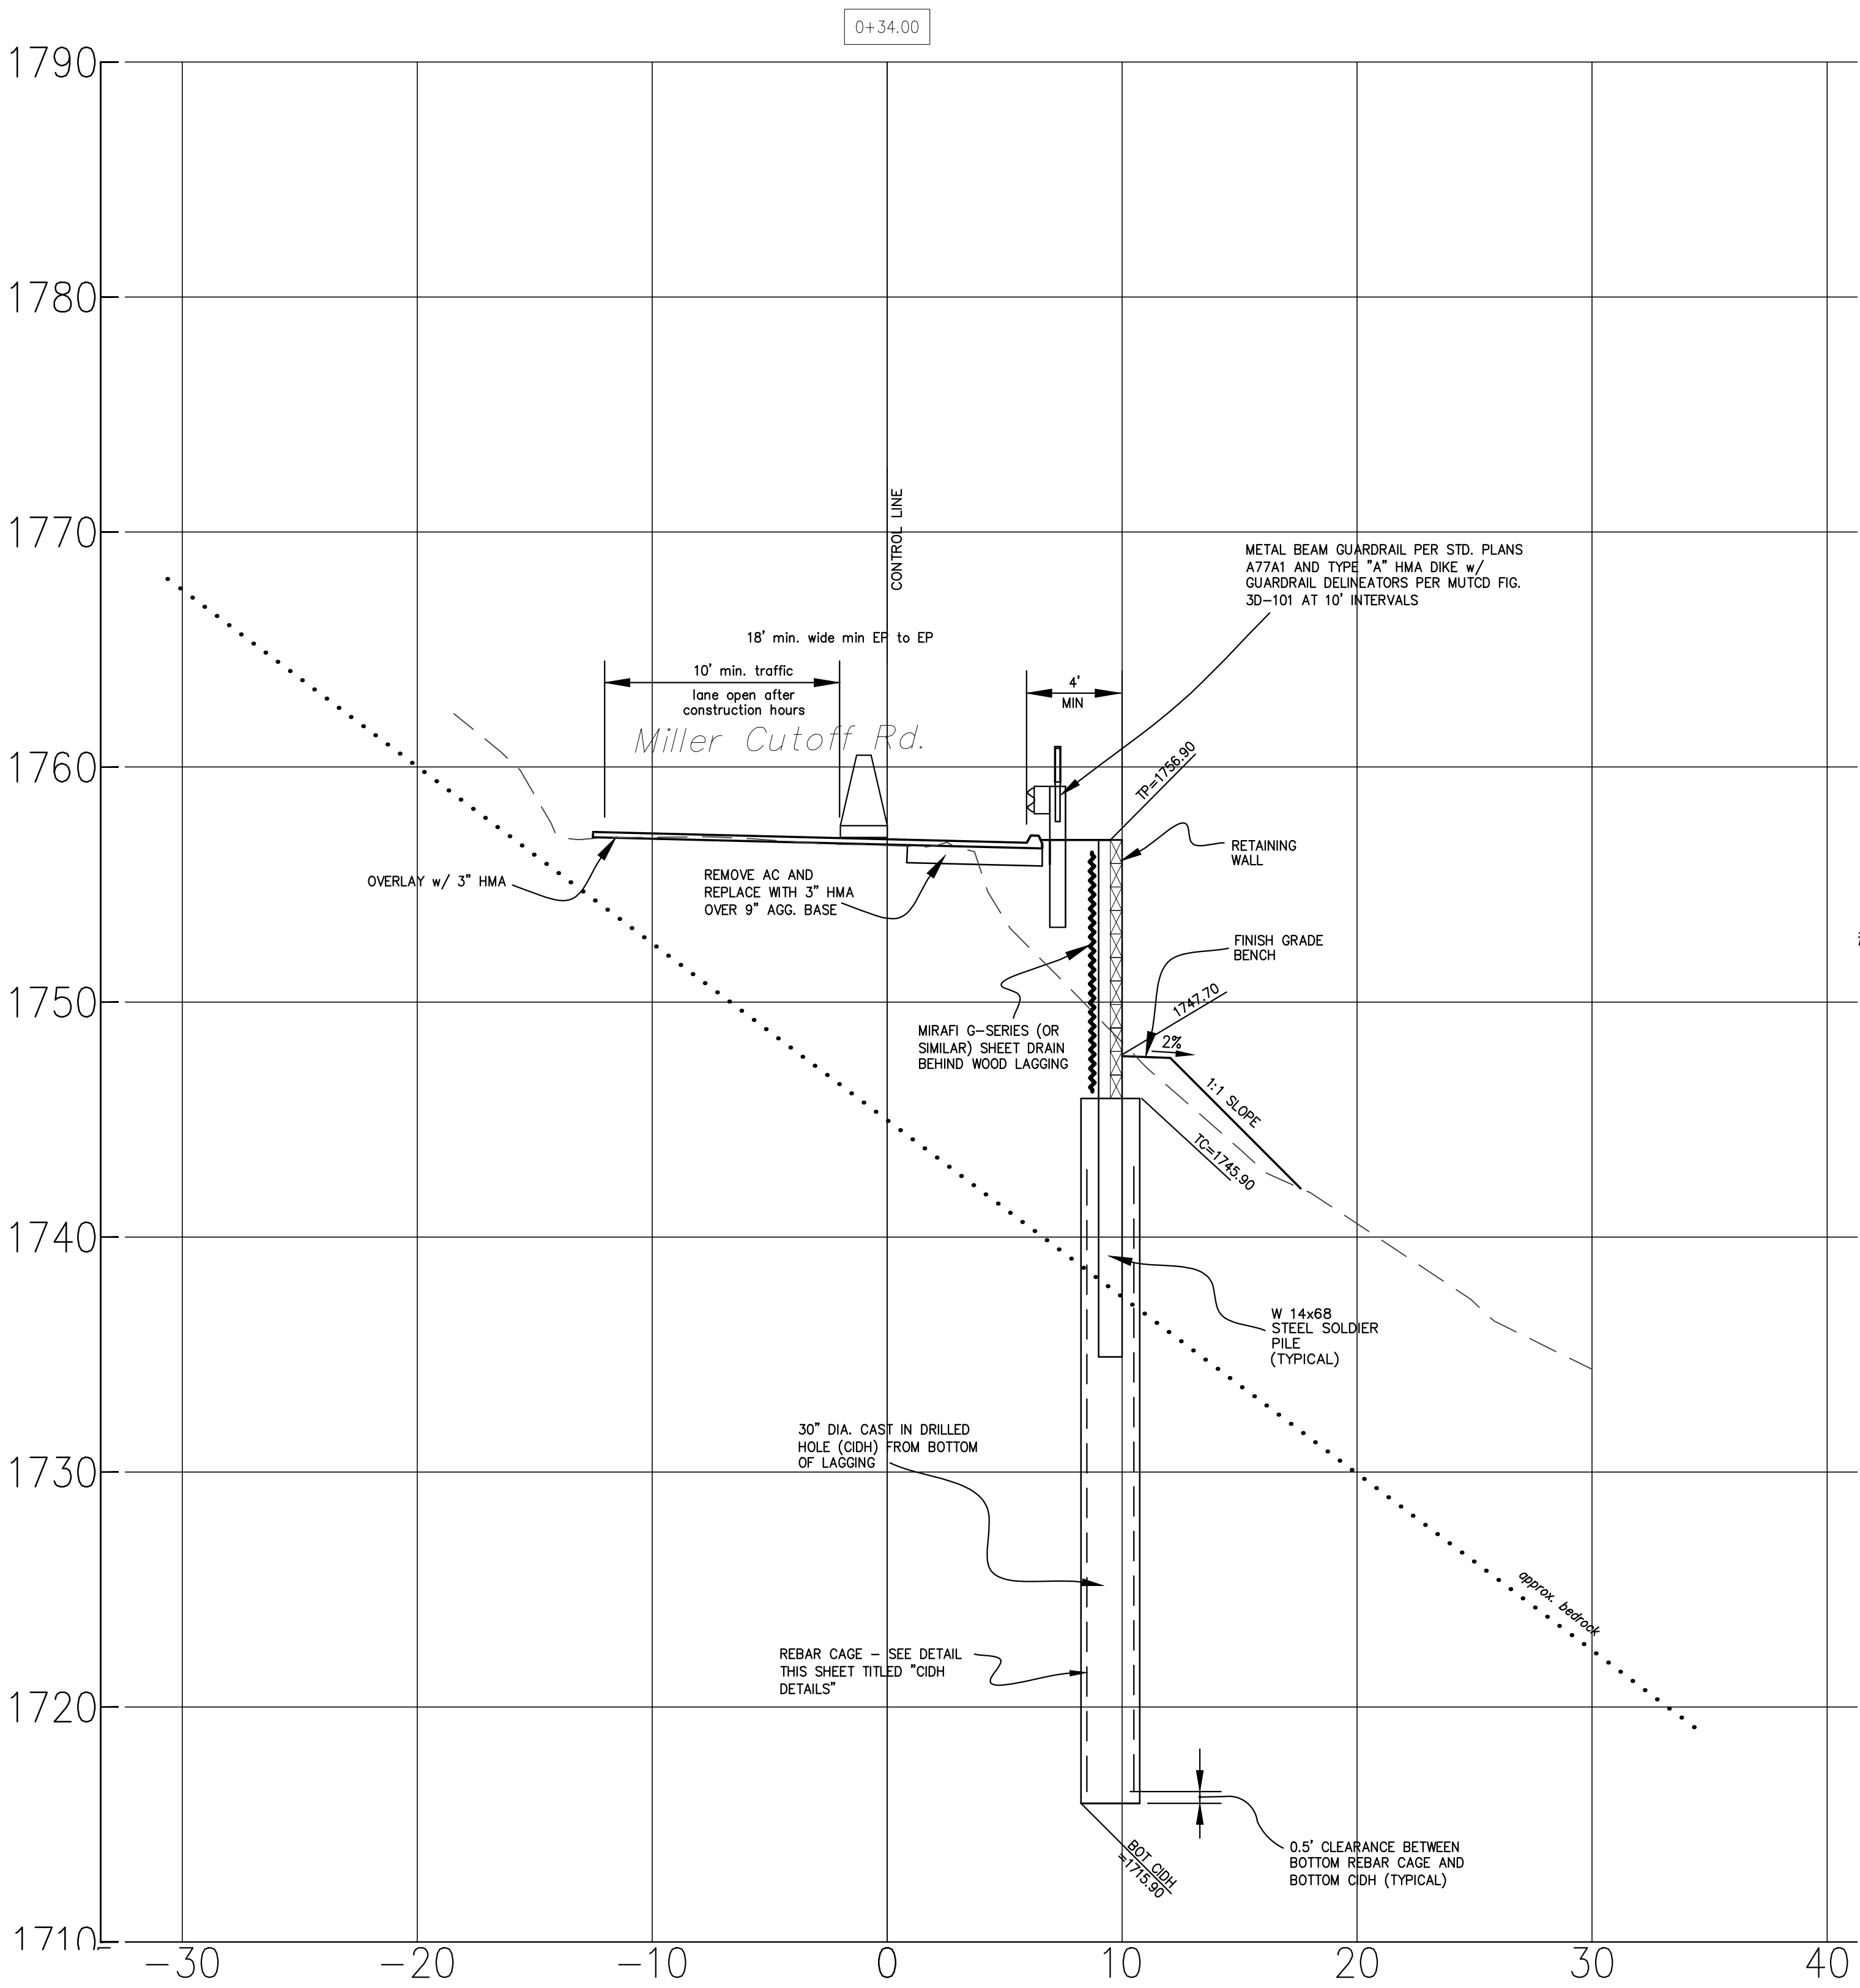 0+34.00
1790
1780
1770
1760
1750
1740
1730
1720
1710
CONTROL LINE
METAL BEAM GUARDRAIL PER STD. PLANS
A77A1 AND TYPE "A" HMA DIKE w/
GUARDRAIL DELINEATORS PER MUTCD FIG.
3D-101 AT 10' INTERVALS
18' min. wide min EP to EP
10' min. traffic
lane open after
construction hours
4'
MIN
Miller Cutoff Rd.
TP=1756.90
RETAINING
WALL
OVERLAY w/ 3" HMA
REMOVE AC AND
REPLACE WITH 3" HMA
OVER 9" AGG. BASE
FINISH GRADE
BENCH
1747.70
2%
MIRAFI G-SERIES (OR
SIMILAR) SHEET DRAIN
BEHIND WOOD LAGGING
1:1 SLOPE
TC=1745.90
W 14x68
STEEL SOLDIER
PILE
(TYPICAL)
30" DIA. CAST IN DRILLED
HOLE (CIDH) FROM BOTTOM
OF LAGGING
approx. bedrock
REBAR CAGE - SEE DETAIL
THIS SHEET TITLED "CIDH
DETAILS"
BOT CIDH
=1715.90
0.5' CLEARANCE BETWEEN
BOTTOM REBAR CAGE AND
BOTTOM CIDH (TYPICAL)
-30 -20 -10 0 10 20 30 40